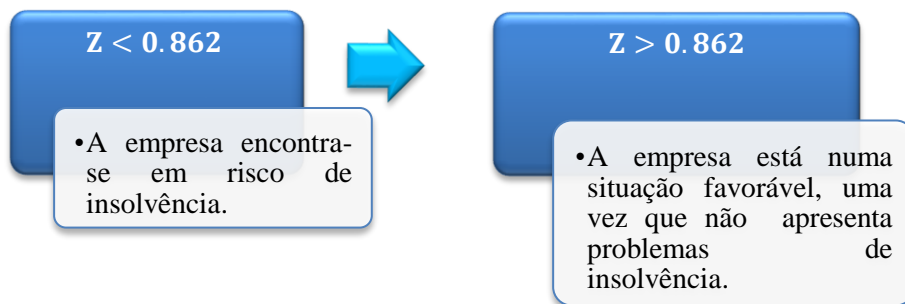 Z < 0.862
•A empresa encontra-
se em risco de
insolvência.
Z > 0.862
•A empresa está numa
situação favorável, uma
vez que não apresenta
problemas de
insolvência.